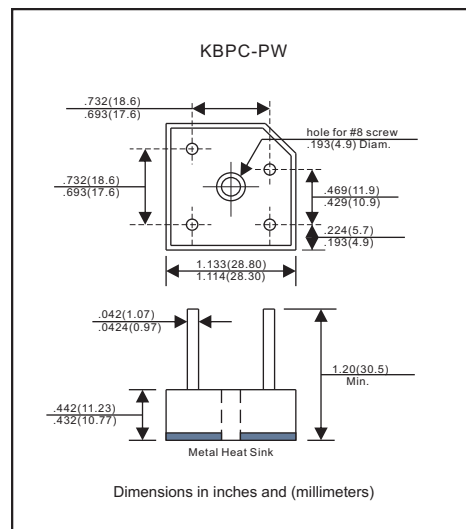 KBPC-PW
.732(18.6)
.693(17.6)
hole for #8 screw
.193(4.9) Diam.
.732(18.6)
.693(17.6)
.469(11.9)
.429(10.9)
.224(5.7)
.193(4.9)
1.133(28.80)
1.114(28.30)
.042(1.07)
.0424(0.97)
1.20(30.5)
Min.
.442(11.23)
.432(10.77)
Metal Heat Sink
Dimensions in inches and (millimeters)